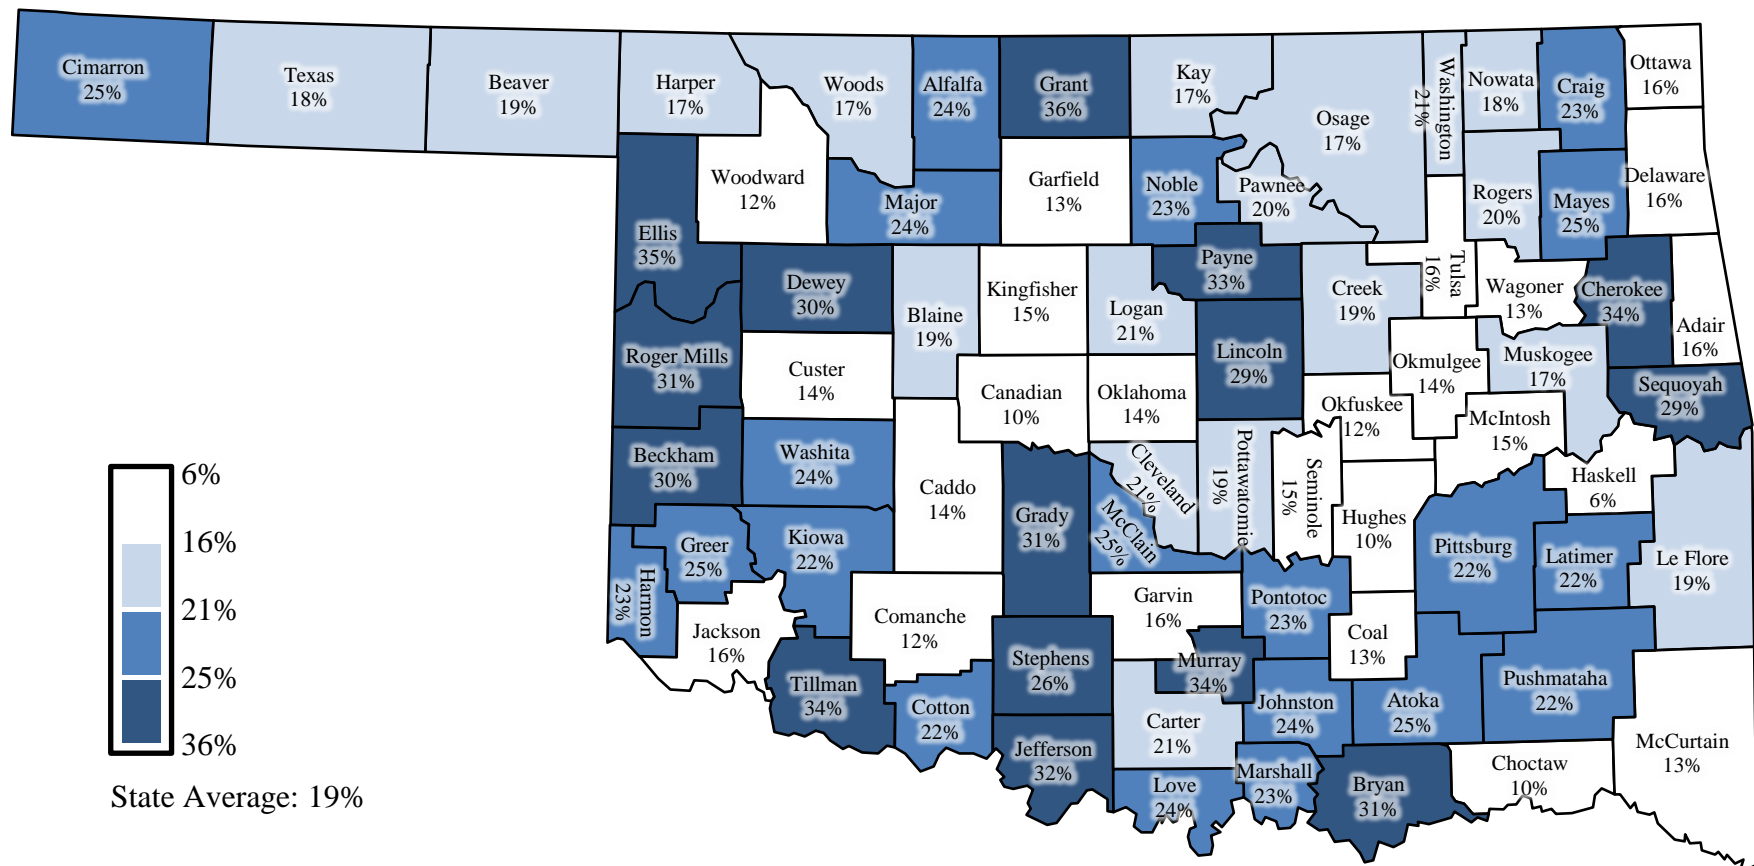 Cimarron
25%
Texas
18%
Beaver
19%
Harper
17%
Woods
17%
Alfalfa
24%
Grant
36%
Kay
17%
Osage
17%
Washington
21%
Nowata
18%
Craig
23%
Ottawa
16%
Woodward
12%
Major
24%
Garfield
13%
Noble
23%
Pawnee
20%
Rogers
20%
Mayes
25%
Delaware
16%
Ellis
35%
Dewey
30%
Blaine
19%
Kingfisher
15%
Logan
21%
Payne
33%
Creek
19%
Tulsa
16%
Wagoner
13%
Cherokee
34%
Adair
16%
Roger Mills
31%
Custer
14%
Canadian
10%
Oklahoma
14%
Lincoln
29%
Okmulgee
14%
Muskogee
17%
Sequoyah
29%
Okfuskee
12%
McIntosh
15%
Beckham
30%
Washita
24%
Caddo
14%
Grady
31%
Cleveland
21%
McClain
25%
Pottawatomie
19%
Seminole
15%
Hughes
10%
Haskell
6%
Pittsburg
22%
Latimer
22%
Le Flore
19%
Harmon
23%
Greer
25%
Kiowa
22%
Jackson
16%
Comanche
12%
Garvin
16%
Pontotoc
23%
Coal
13%
Tillman
34%
Cotton
22%
Stephens
26%
Murray
34%
Johnston
24%
Atoka
25%
Pushmataha
22%
Jefferson
32%
Carter
21%
Love
24%
Marshall
23%
Bryan
31%
Choctaw
10%
McCurtain
13%
6%
16%
21%
25%
36%
State Average: 19%